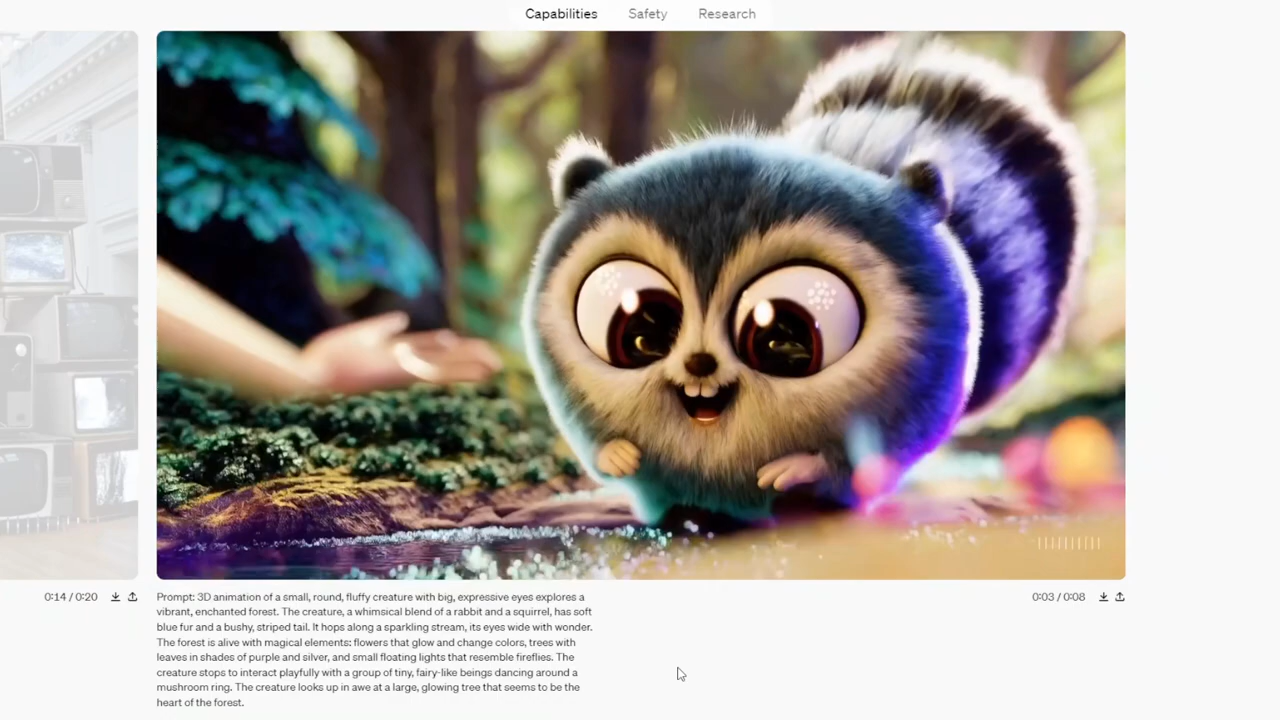 Capabilities Safety Research
0:14 / 0:20
Prompt: 3D animation of a small, round, fluffy creature with big, expressive eyes explores a
vibrant, enchanted forest. The creature, a whimsical blend of a rabbit and a squirrel, has soft
blue fur and a bushy, striped tail. It hops along a sparkling stream, its eyes wide with wonder.
The forest is alive with magical elements: flowers that glow and change colors, trees with
leaves in shades of purple and silver, and small floating lights that resemble fireflies. The
creature stops to interact playfully with a group of tiny, fairy-like beings dancing around a
mushroom ring. The creature looks up in awe at a large, glowing tree that seems to be the
heart of the forest.
0:03 / 0:08